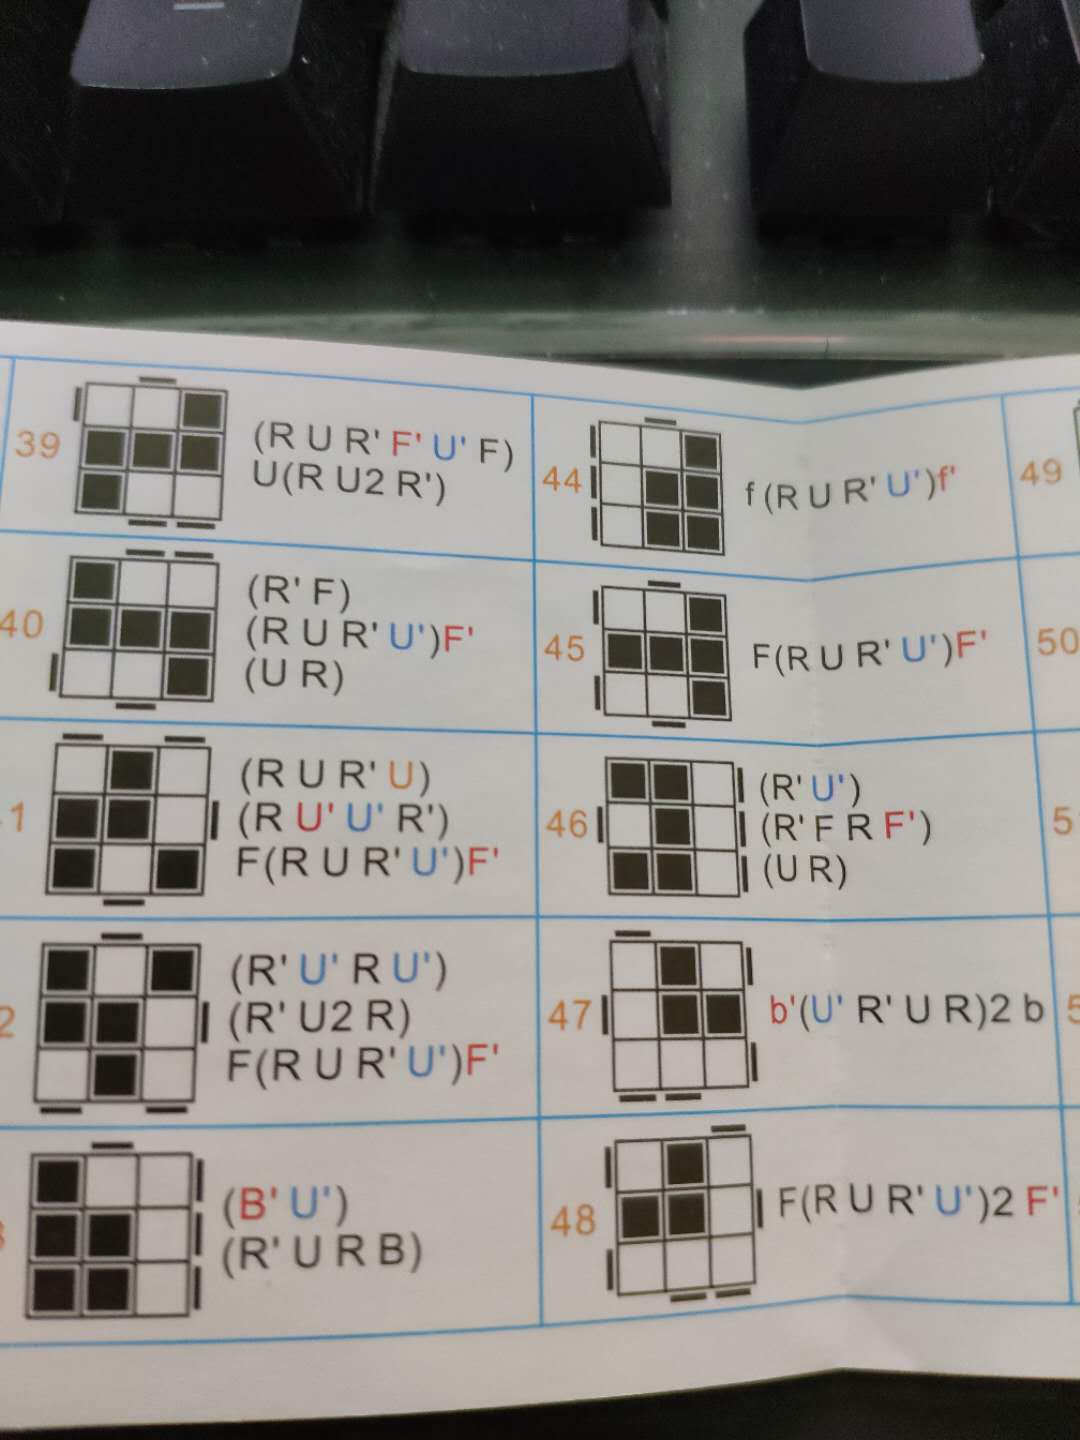 39
(R U R' F' U' F)
U(R U2 R')
44
f(R U R' U')f'
49
40
(R' F)
(R U R' U')F'
(U R)
45
F(R U R' U')F'
50
1
(R U R' U)
(R U' U' R')
F(R U R' U')F'
46
(R' U')
(R' F R F')
(U R)
5
2
(R' U' R U')
(R' U2 R)
F(R U R' U')F'
47
b'(U' R' U R)2 b
5
(B' U')
(R' U R B)
48
F(R U R' U')2 F'